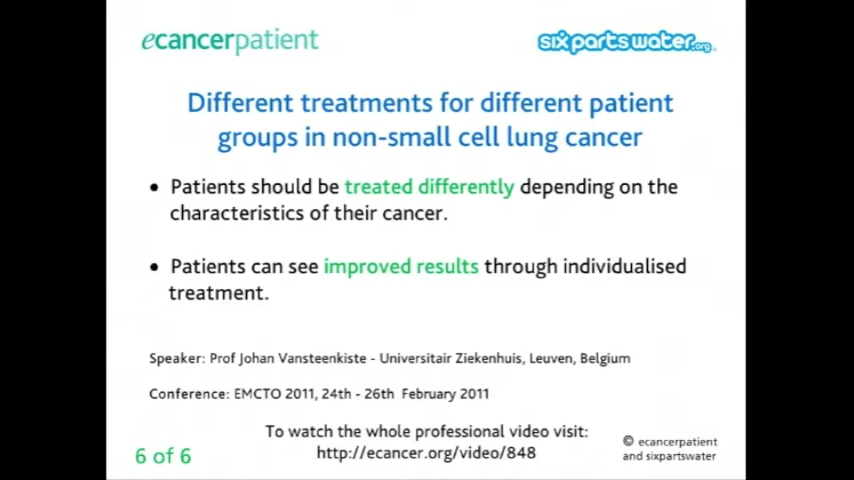 ecancerpatient
sixpartswater.org
Different treatments for different patient
groups in non-small cell lung cancer
• Patients should be treated differently depending on the
characteristics of their cancer.
• Patients can see improved results through individualised
treatment.
Speaker: Prof Johan Vansteenkiste - Universitair Ziekenhuis, Leuven, Belgium
Conference: EMCTO 2011, 24th - 26th February 2011
To watch the whole professional video visit:
http://ecancer.org/video/848
6 of 6
© ecancerpatient
and sixpartswater